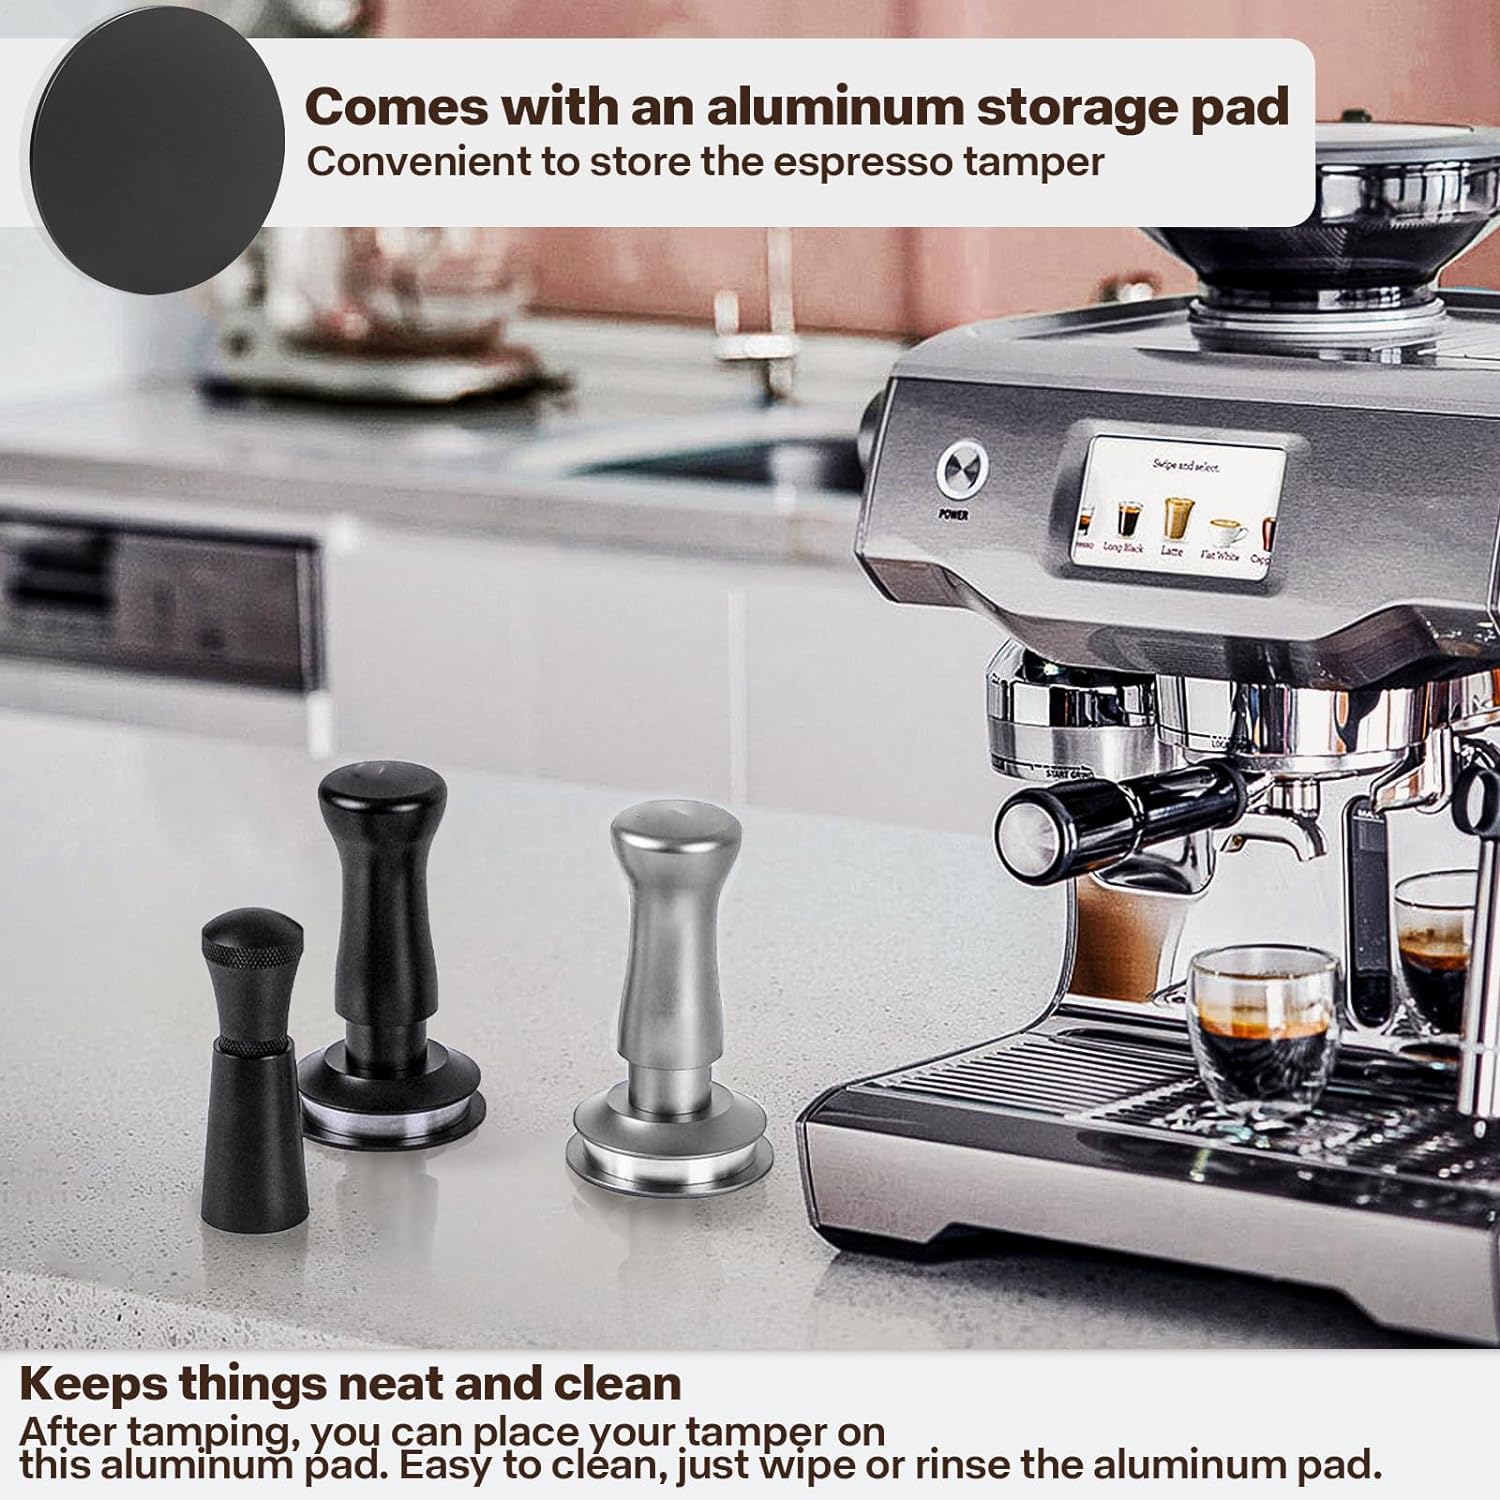 Comes with an aluminum storage pad
Convenient to store the espresso tamper
Swipe and select.
POWER
Long Black
Latte
Flat White
START GRIND
Keeps things neat and clean
After tamping, you can place your tamper on
this aluminum pad. Easy to clean, just wipe or rinse the aluminum pad.